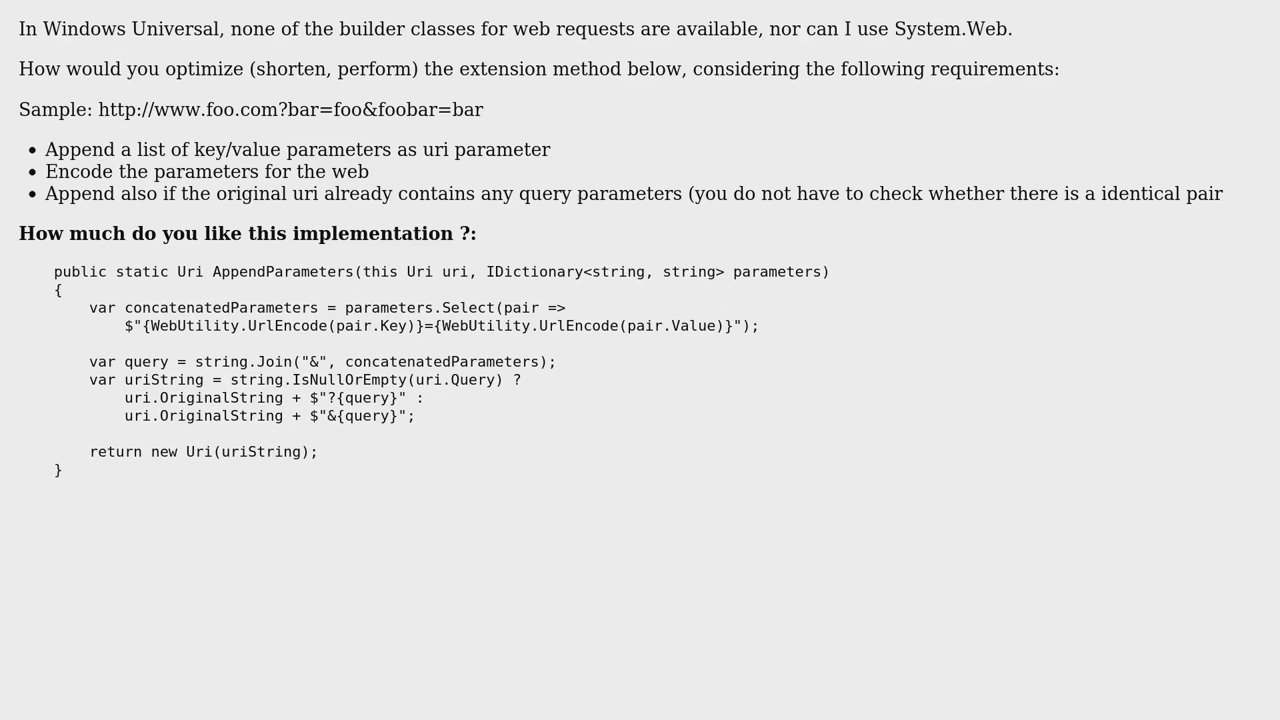 In Windows Universal, none of the builder classes for web requests are available, nor can I use System.Web.
How would you optimize (shorten, perform) the extension method below, considering the following requirements:
Sample: http://www.foo.com?bar=foo&foobar=bar
• Append a list of key/value parameters as uri parameter
• Encode the parameters for the web
• Append also if the original uri already contains any query parameters (you do not have to check whether there is a identical pair
How much do you like this implementation ?:
public static Uri AppendParameters(this Uri uri, IDictionary<string, string> parameters)
{
    var concatenatedParameters = parameters.Select(pair =>
        $"{WebUtility.UrlEncode(pair.Key)}={WebUtility.UrlEncode(pair.Value)}");
    var query = string.Join("&", concatenatedParameters);
    var uriString = string.IsNullOrEmpty(uri.Query) ?
        uri.OriginalString + $"?{query}" :
        uri.OriginalString + $"&{query}";
    return new Uri(uriString);
}